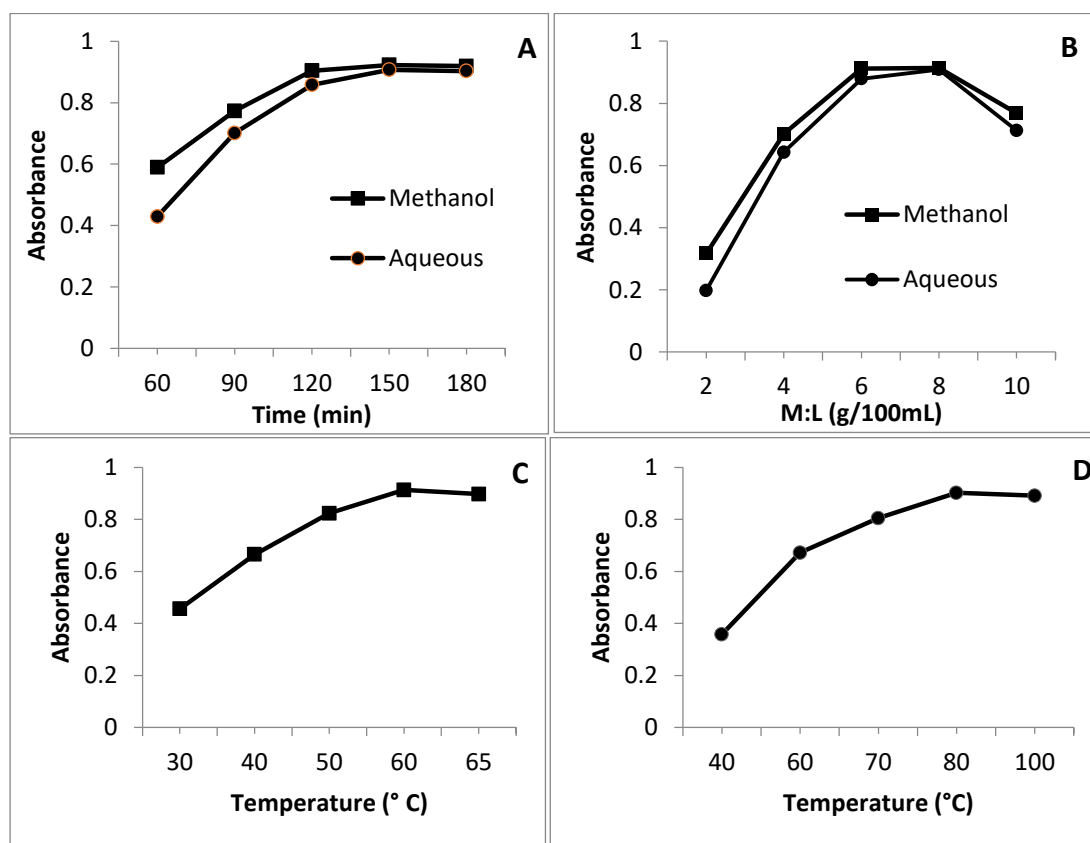 A
Absorbance
1
0.8
0.6
0.4
0.2
0
Methanol
Aqueous
60 90 120 150 180
Time (min)
B
Absorbance
1
0.8
0.6
0.4
0.2
0
Methanol
Aqueous
2 4 6 8 10
M:L (g/100mL)
C
Absorbance
1
0.8
0.6
0.4
0.2
0
30 40 50 60 65
Temperature (° C)
D
Absorbance
1
0.8
0.6
0.4
0.2
0
40 60 70 80 100
Temperature (°C)